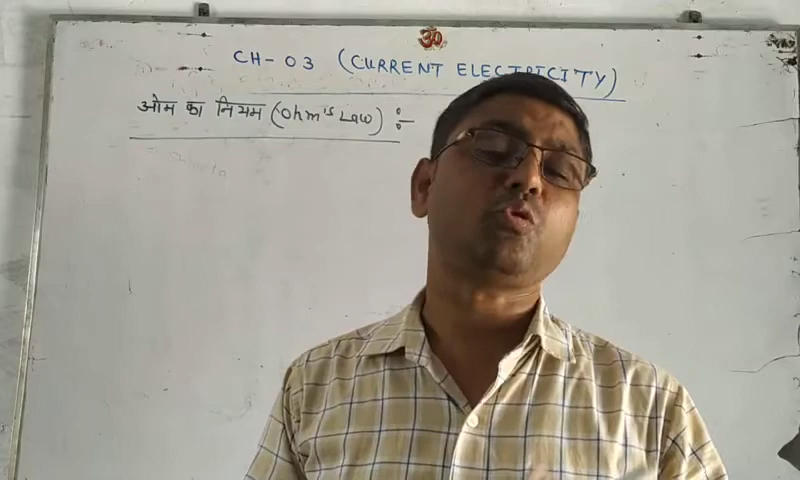 ॐ
CH-03 (CURRENT ELECTRICITY)
ओम का नियम (Ohm's Law) :-